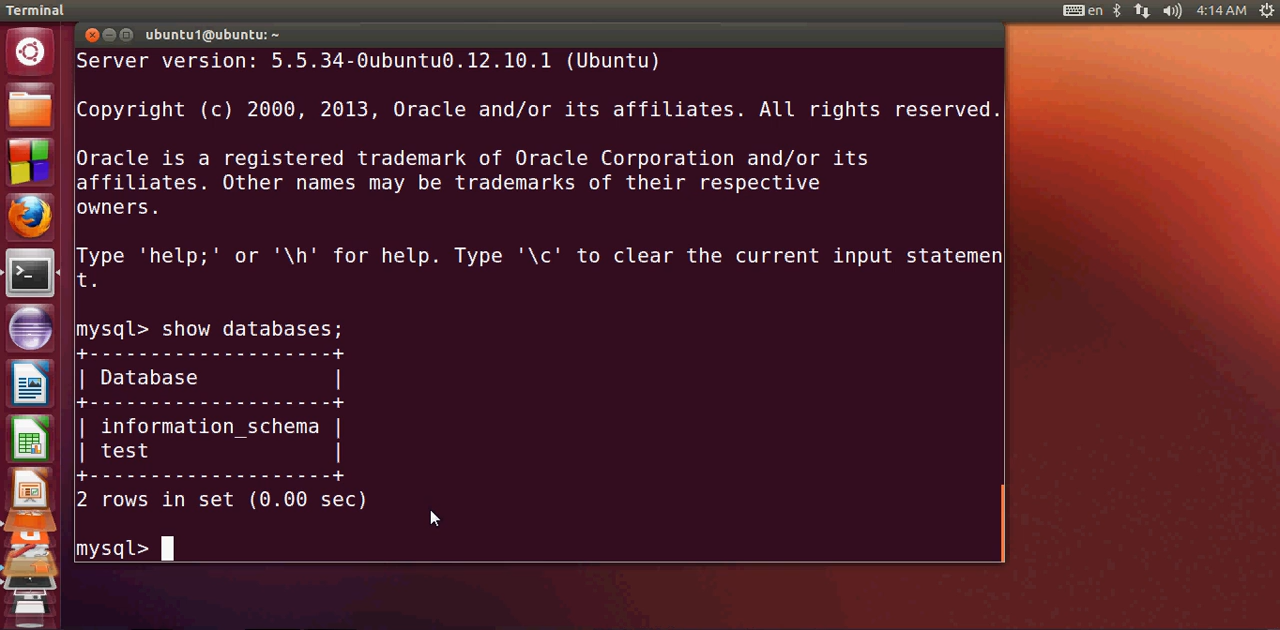 Terminal
en
4:14 AM
ubuntu1@ubuntu: ~
Server version: 5.5.34-0ubuntu0.12.10.1 (Ubuntu)
Copyright (c) 2000, 2013, Oracle and/or its affiliates. All rights reserved.
Oracle is a registered trademark of Oracle Corporation and/or its
affiliates. Other names may be trademarks of their respective
owners.
Type 'help;' or '\h' for help. Type '\c' to clear the current input statemen
t.
mysql> show databases;
+--------------------+
| Database           |
+--------------------+
| information_schema |
| test               |
+--------------------+
2 rows in set (0.00 sec)
mysql>